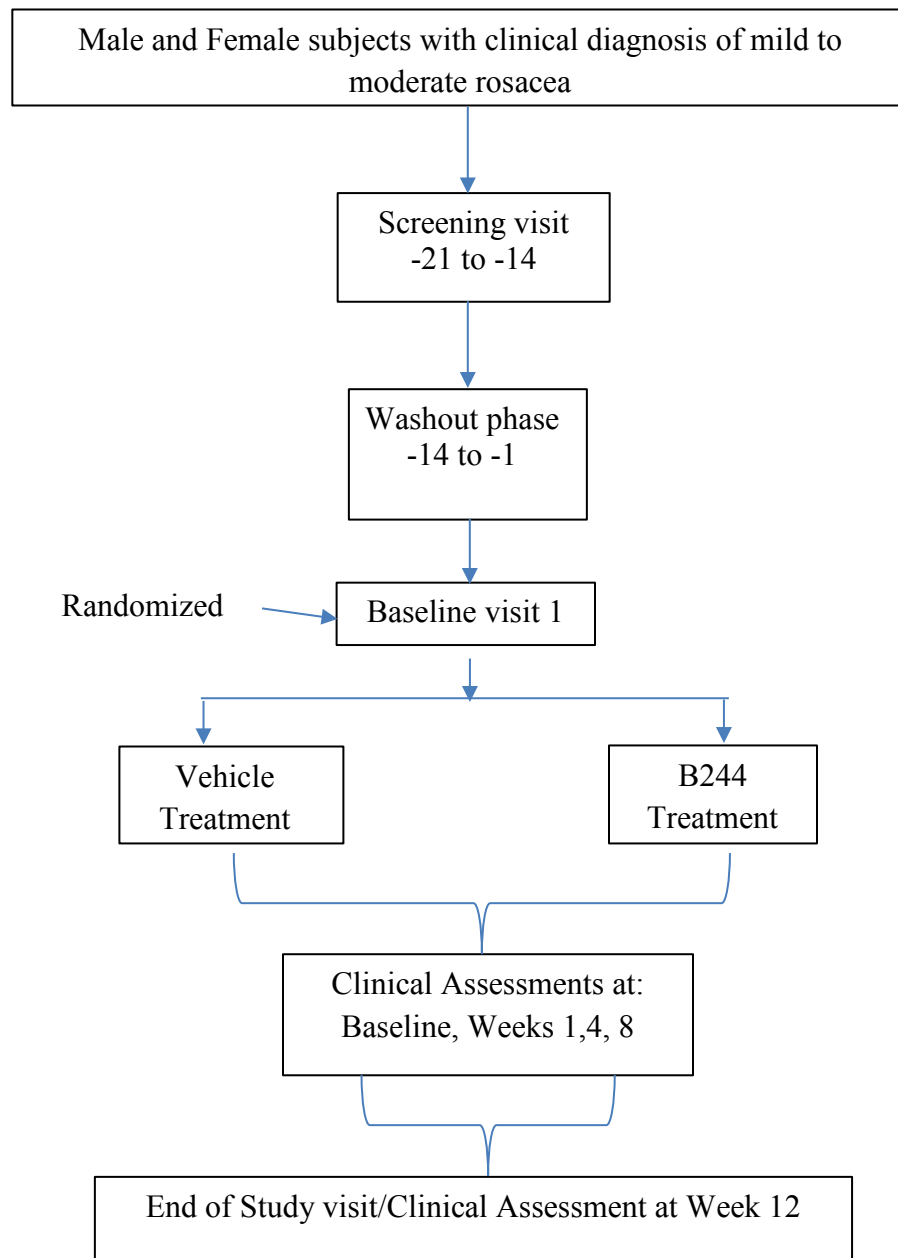 Male and Female subjects with clinical diagnosis of mild to
moderate rosacea
Screening visit
-21 to -14
Washout phase
-14 to -1
Randomized
Baseline visit 1
Vehicle
Treatment
B244
Treatment
Clinical Assessments at:
Baseline, Weeks 1,4, 8
End of Study visit/Clinical Assessment at Week 12